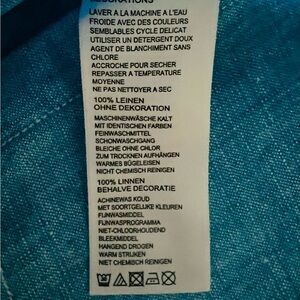 DECORATIONS
LAVER A LA MACHINE A L'EAU
FROIDE AVEC DES COULEURS
SEMBLABLES CYCLE DELICAT
UTILISER UN DETERGENT DOUX
AGENT DE BLANCHIMENT SANS
CHLORE
ACCROCHE POUR SECHER
REPASSER A TEMPERATURE
MOYENNE
NE PAS NETTOYER A SEC
100% LEINEN
OHNE DEKORATION
MASCHINENWÄSCHE KALT
MIT IDENTISCHEN FARBEN
FEINWASCHMITTEL
SCHONWASCHGANG
BLEICHE OHNE CHLOR
ZUM TROCKNEN AUFHÄNGEN
WARMES BÜGELEISEN
NICHT CHEMISCH REINIGEN
100% LINNEN
BEHALVE DECORATIE
ACHINEWAS KOUD
MET SOORTGELIJKE KLEUREN
FIJNWASMIDDEL
FIJNWASPROGRAMMA
NIET-CHLOORHOUDEND
BLEEKMIDDEL
HANGEND DROGEN
WARM STRIJKEN
NIET CHEMISCH REINIGEN